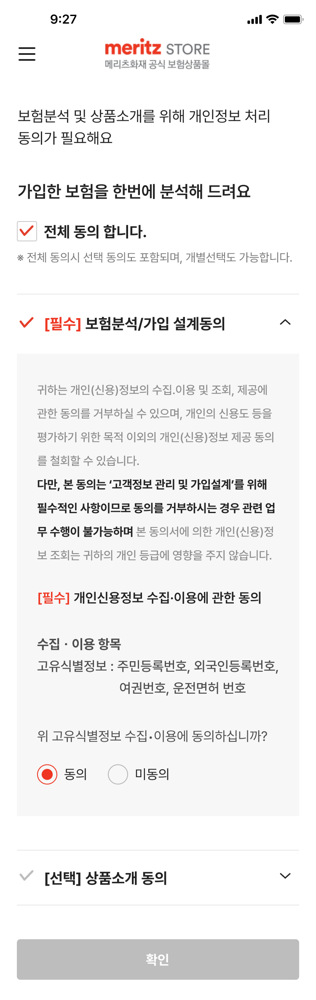 9:27
meritz STORE
메리츠화재 공식 보험상품몰
보험분석 및 상품소개를 위해 개인정보 처리
동의가 필요해요
가입한 보험을 한번에 분석해 드려요
전체 동의 합니다.
※ 전체 동의시 선택 동의도 포함되며, 개별선택도 가능합니다.
[필수] 보험분석/가입 설계동의
귀하는 개인(신용)정보의 수집.이용 및 조회, 제공에
관한 동의를 거부하실 수 있으며, 개인의 신용도 등을
평가하기 위한 목적 이외의 개인(신용)정보 제공 동의
를 철회할 수 있습니다.
다만, 본 동의는 ‘고객정보 관리 및 가입설계’를 위해
필수적인 사항이므로 동의를 거부하시는 경우 관련 업
무 수행이 불가능하며 본 동의서에 의한 개인(신용)정
보 조회는 귀하의 개인 등급에 영향을 주지 않습니다.
[필수] 개인신용정보 수집·이용에 관한 동의
수집 · 이용 항목
고유식별정보 : 주민등록번호, 외국인등록번호,
여권번호, 운전면허 번호
위 고유식별정보 수집•이용에 동의하십니까?
동의 미동의
[선택] 상품소개 동의
확인